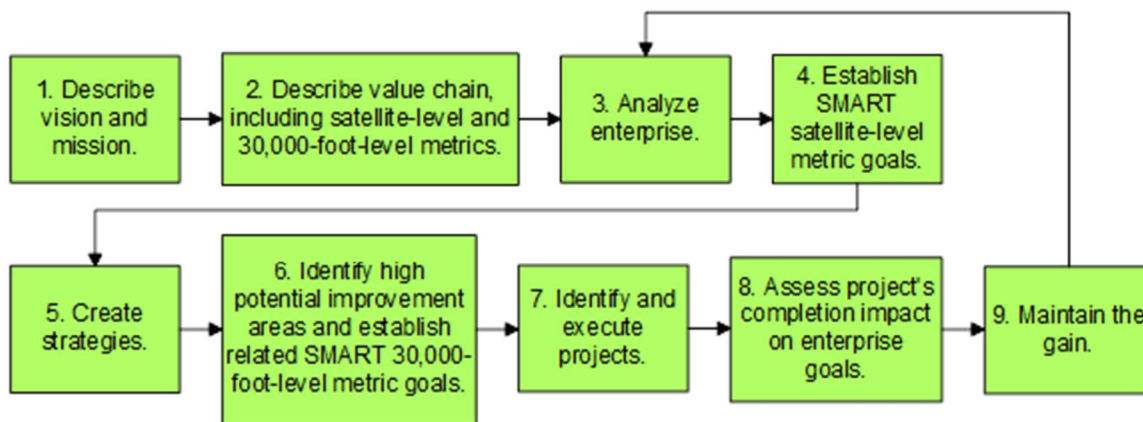 1. Describe
vision and
mission.
2. Describe value chain,
including satellite-level and
30,000-foot-level metrics.
3. Analyze
enterprise.
4. Establish
SMART
satellite-level
metric goals.
5. Create
strategies.
6. Identify high
potential improvement
areas and establish
related SMART 30,000-
foot-level metric goals.
7. Identify and
execute
projects.
8. Assess project's
completion impact
on enterprise
goals.
9. Maintain the
gain.